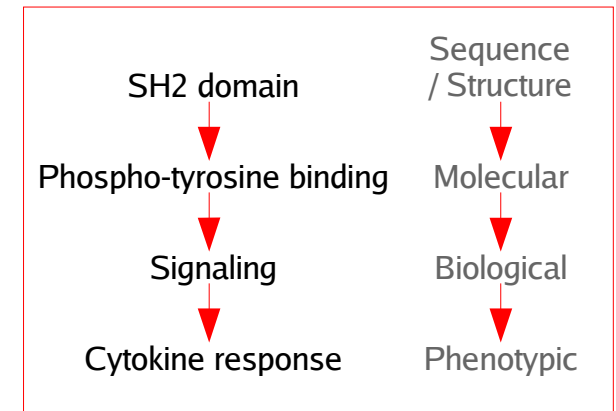 SH2 domain
Phospho-tyrosine binding
Signaling
Cytokine response
Sequence
/ Structure
Molecular
Biological
Phenotypic